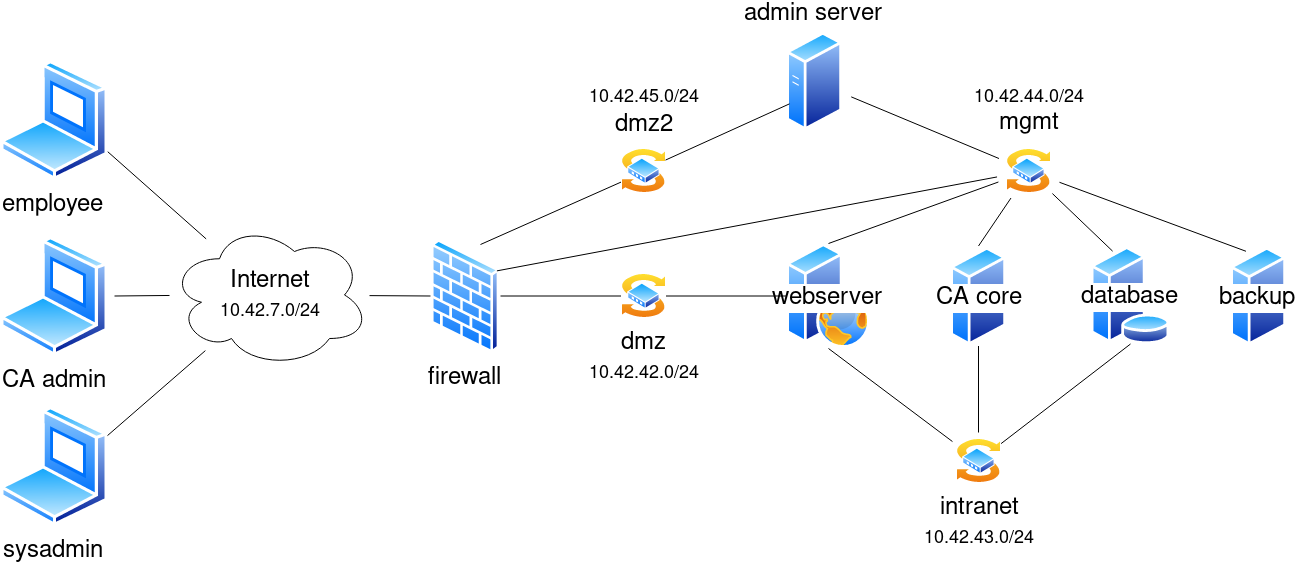 admin server
10.42.45.0/24
dmz2
10.42.44.0/24
mgmt
employee
Internet
10.42.7.0/24
webserver
CA core
database
backup
dmz
10.42.42.0/24
firewall
CA admin
intranet
10.42.43.0/24
sysadmin